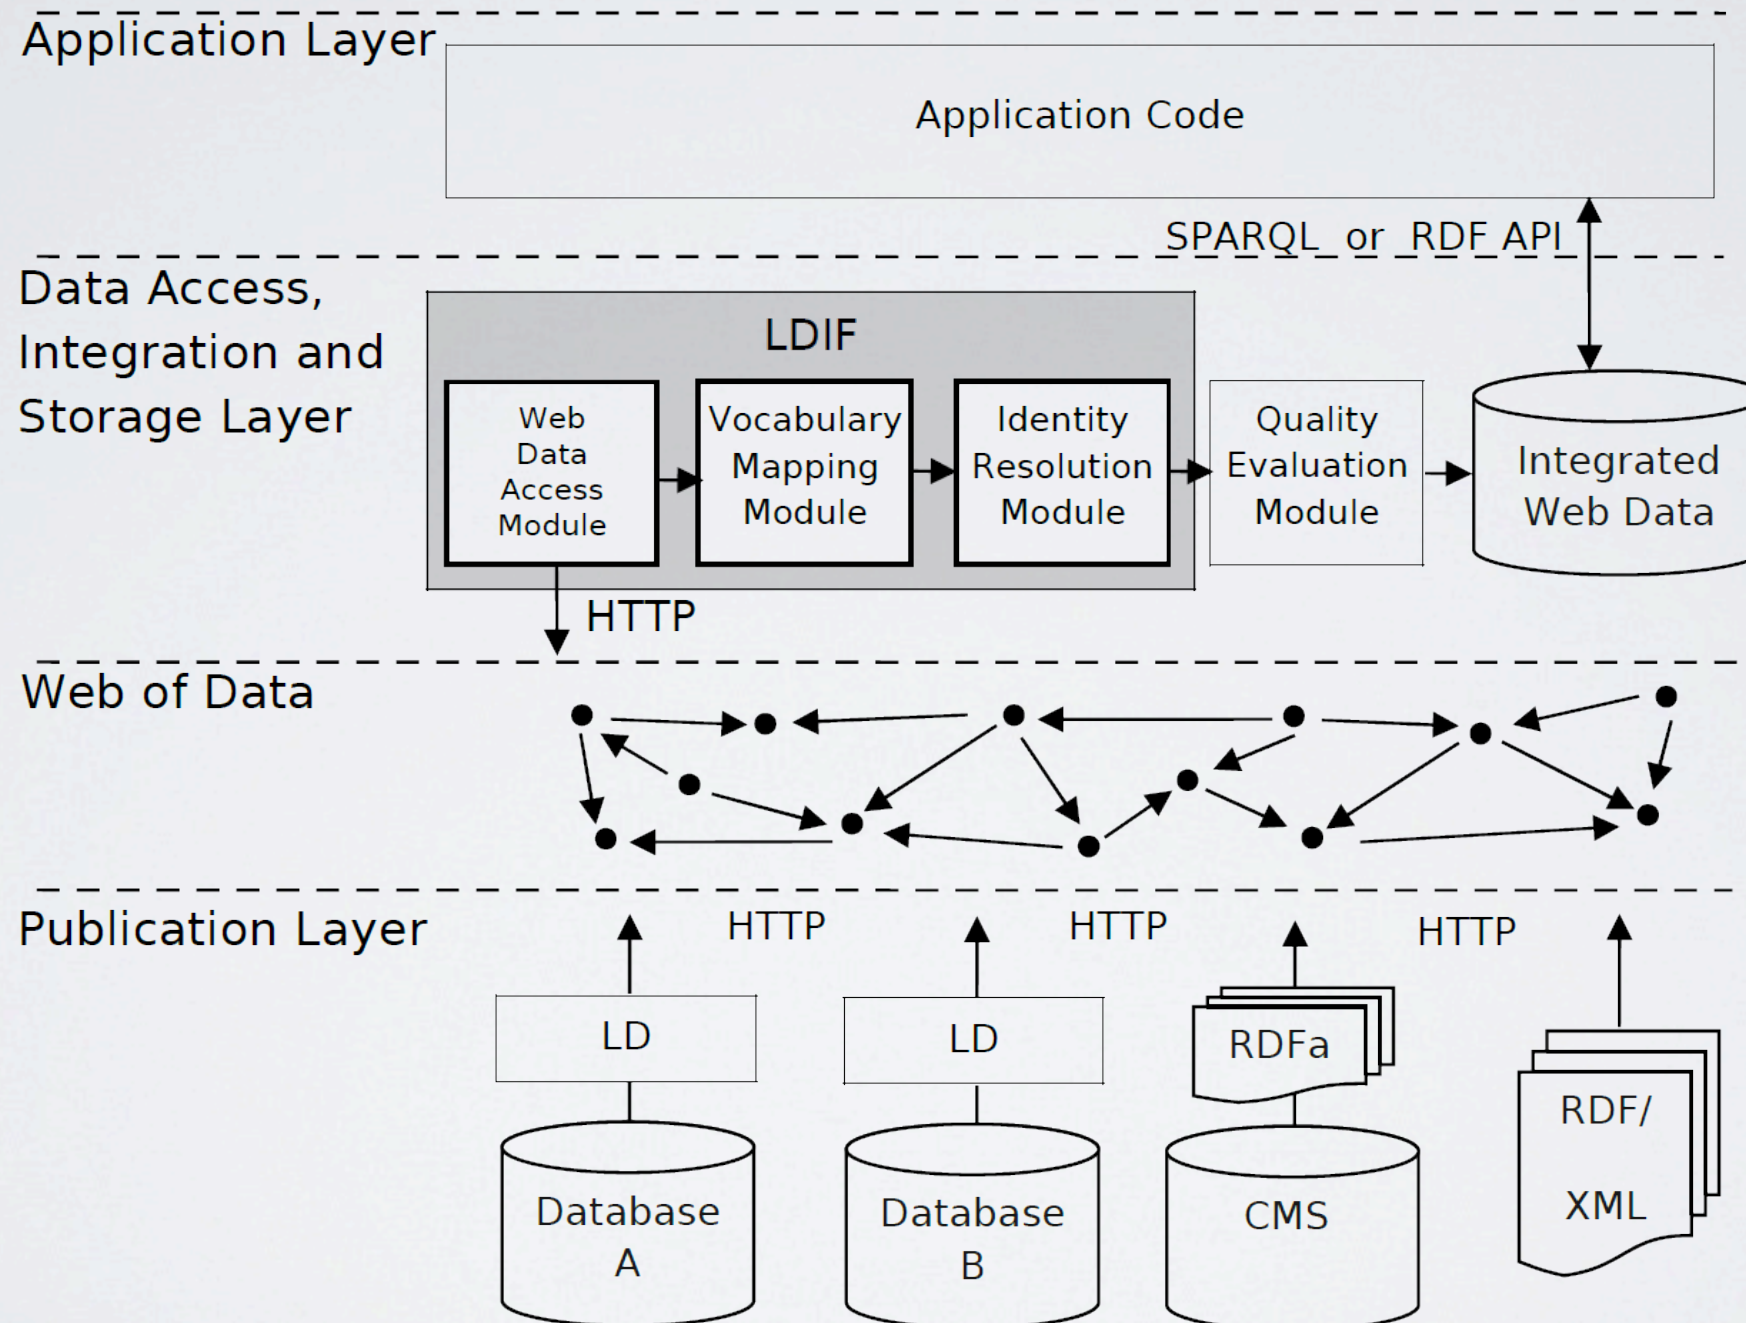 Application Layer
Application Code
SPARQL or RDF API
Data Access,
Integration and
Storage Layer
LDIF
Web
Data
Access
Module
Vocabulary
Mapping
Module
Identity
Resolution
Module
Quality
Evaluation
Module
Integrated
Web Data
HTTP
Web of Data
Publication Layer
HTTP
HTTP
HTTP
LD
LD
RDFa
RDF/
XML
Database
A
Database
B
CMS